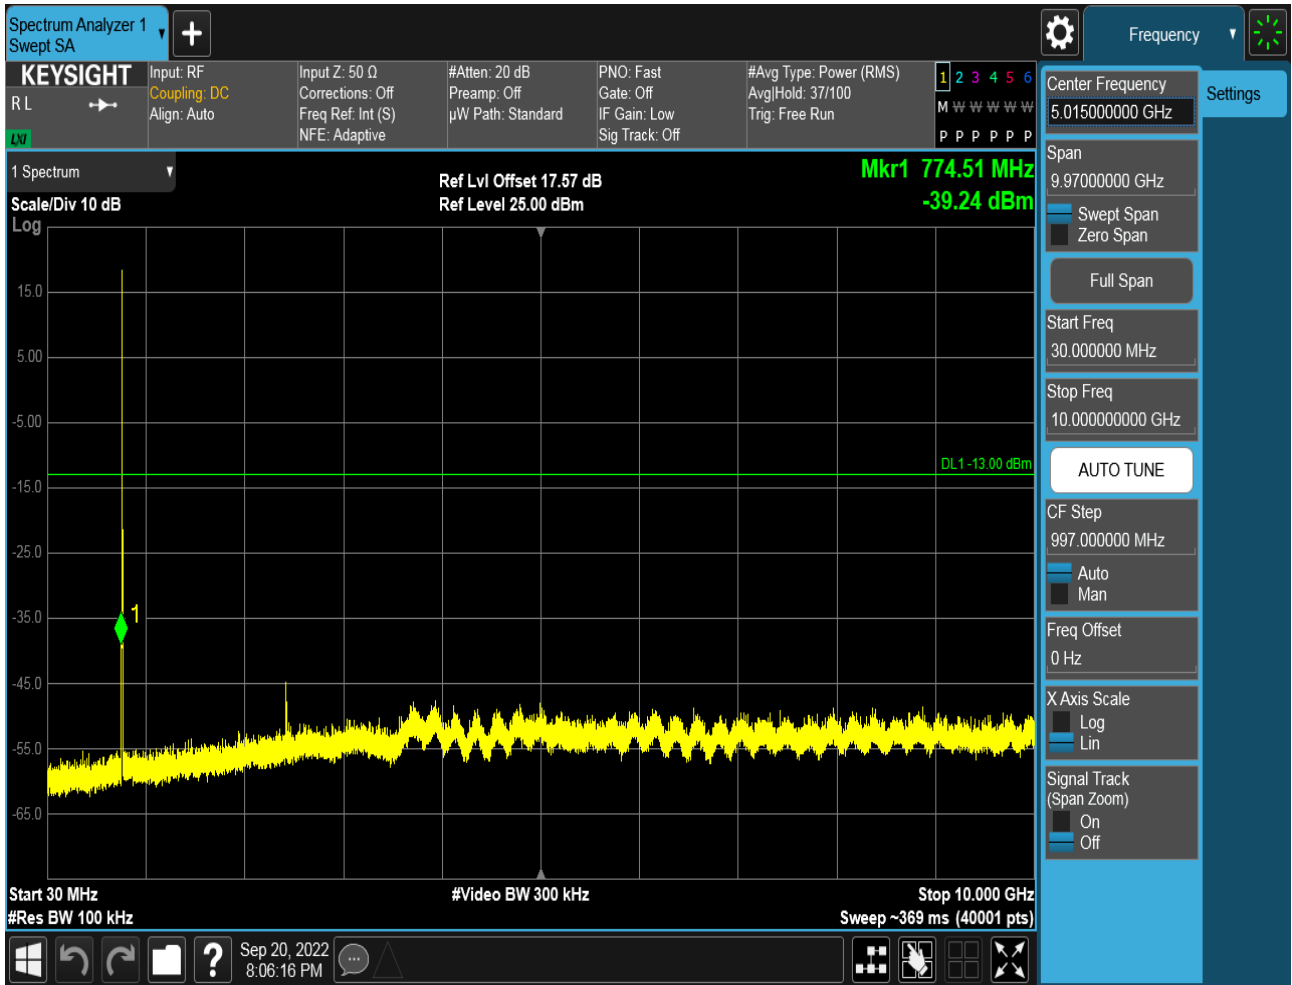 Spectrum Analyzer 1
Swept SA
Frequency
KEYSIGHT
R L
LXI
Input: RF
Coupling: DC
Align: Auto
Input Z: 50 Ω
Corrections: Off
Freq Ref: Int (S)
NFE: Adaptive
#Atten: 20 dB
Preamp: Off
µW Path: Standard
PNO: Fast
Gate: Off
IF Gain: Low
Sig Track: Off
#Avg Type: Power (RMS)
Avg|Hold: 37/100
Trig: Free Run
1 2 3 4 5 6
M W W W W W
P P P P P P
1 Spectrum
Scale/Div 10 dB
Log
Ref Lvl Offset 17.57 dB
Ref Level 25.00 dBm
Mkr1 774.51 MHz
-39.24 dBm
15.0
5.00
-5.00
DL1 -13.00 dBm
-15.0
-25.0
-35.0
1
-45.0
-55.0
-65.0
Start 30 MHz
#Res BW 100 kHz
#Video BW 300 kHz
Stop 10.000 GHz
Sweep ~369 ms (40001 pts)
Center Frequency
5.015000000 GHz
Settings
Span
9.97000000 GHz
Swept Span
Zero Span
Full Span
Start Freq
30.000000 MHz
Stop Freq
10.000000000 GHz
AUTO TUNE
CF Step
997.000000 MHz
Auto
Man
Freq Offset
0 Hz
X Axis Scale
Log
Lin
Signal Track
(Span Zoom)
On
Off
Sep 20, 2022
8:06:16 PM